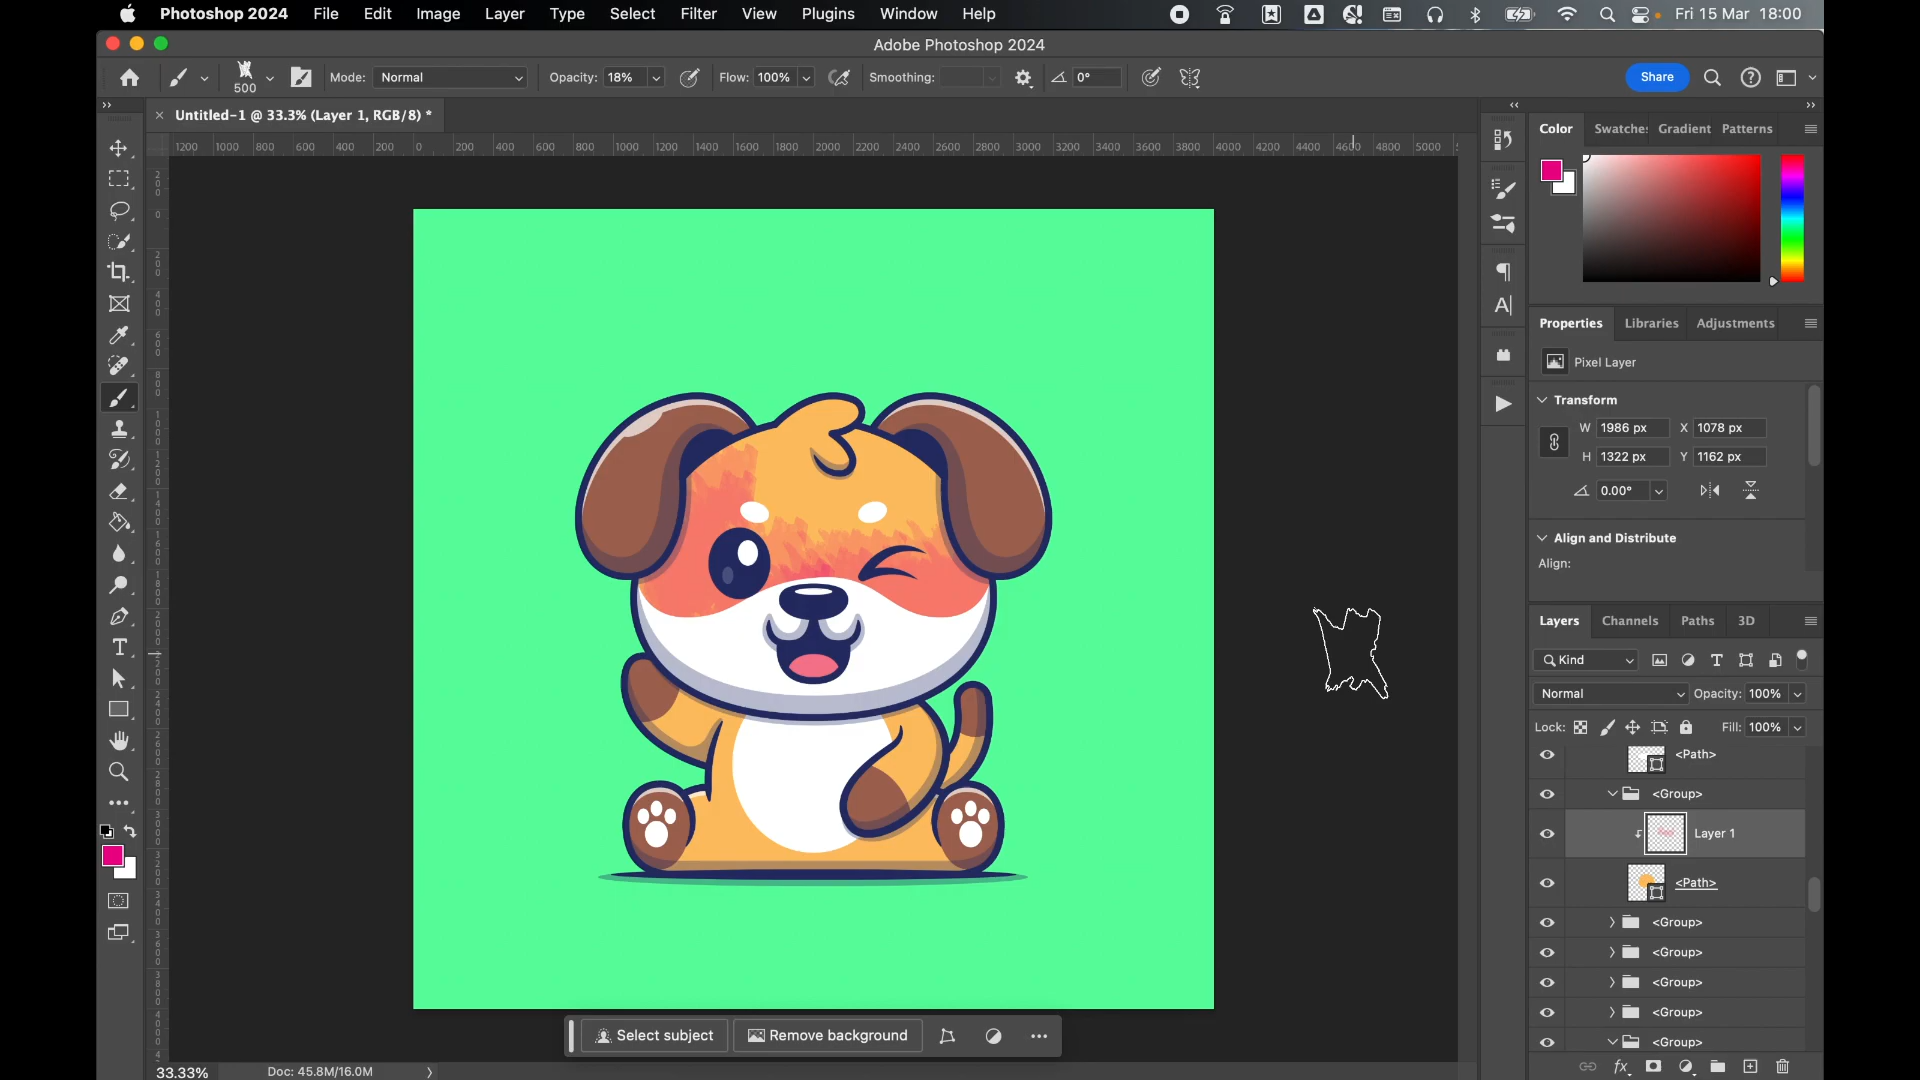 Photoshop 2024 File Edit Image Layer Type Select Filter View Plugins Window Help Fri 15 Mar 18:00
Adobe Photoshop 2024
500 Mode: Normal Opacity: 18% Flow: 100% Smoothing: 0° Share
× Untitled-1 @ 33.3% (Layer 1, RGB/8) *
1200 1000 800 600 400 200 0 200 400 600 800 1000 1200 1400 1600 1800 2000 2200 2400 2600 2800 3000 3200 3400 3600 3800 4000 4200 4400 4600 4800 5000
Color Swatches Gradient Patterns
Properties Libraries Adjustments
Pixel Layer
Transform
W 1986 px X 1078 px
H 1322 px Y 1162 px
0.00°
Align and Distribute
Align:
Layers Channels Paths 3D
Kind
Normal Opacity: 100%
Lock: Fill: 100%
<Path>
<Group>
Layer 1
<Path>
<Group>
<Group>
<Group>
<Group>
<Group>
Select subject Remove background
33.33% Doc: 45.8M/16.0M